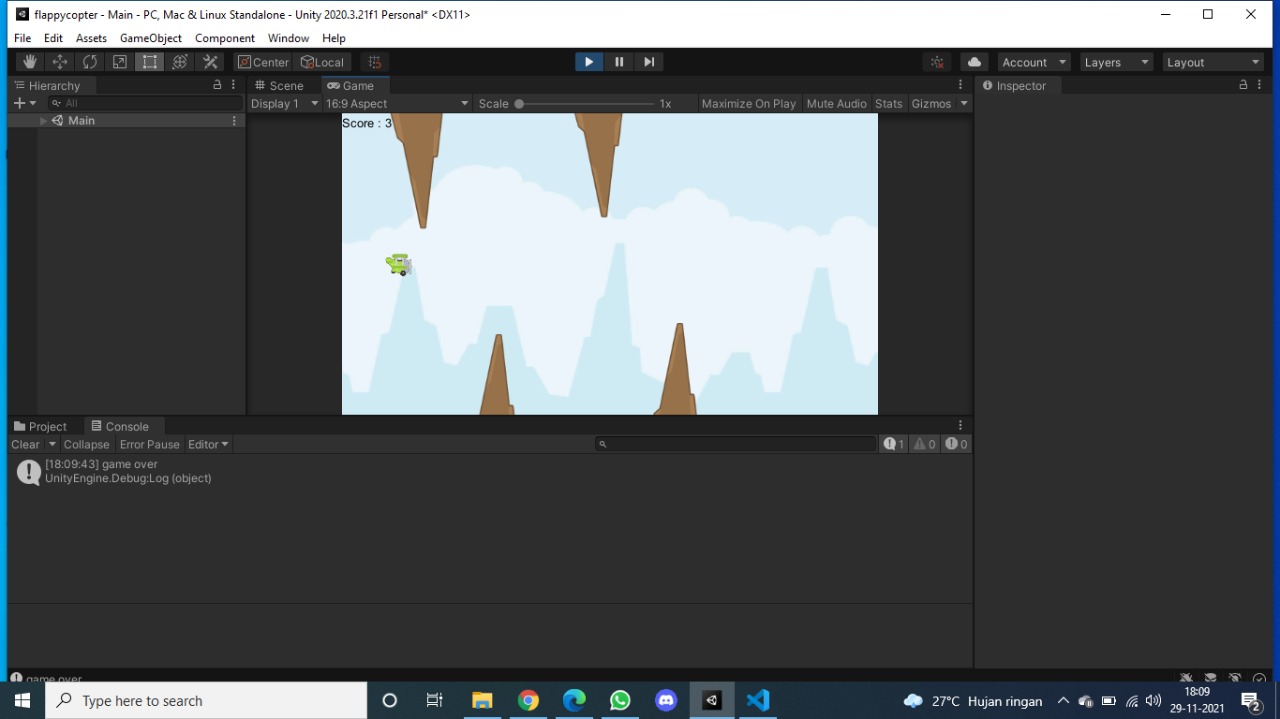 flappycopter - Main - PC, Mac & Linux Standalone - Unity 2020.3.21f1 Personal* <DX11>
File Edit Assets GameObject Component Window Help
Center Local Account Layers Layout
Hierarchy Scene Game Inspector
All Display 1 16:9 Aspect Scale 1x Maximize On Play Mute Audio Stats Gizmos
Main
Score : 3
Project Console
Clear Collapse Error Pause Editor 1 0 0
[18:09:43] game over
UnityEngine.Debug:Log (object)
game over
Type here to search
27°C Hujan ringan
18:09
29-11-2021
2